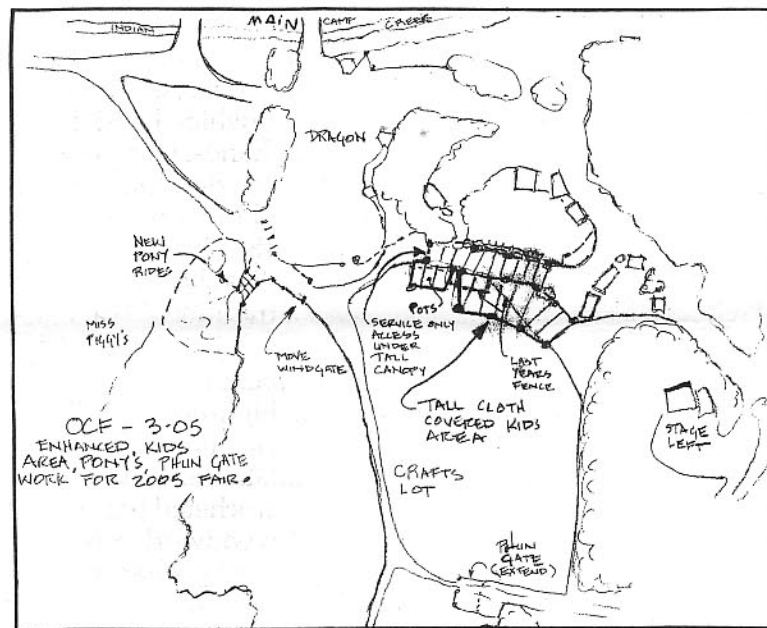 INDIAN
MAIN
CAMP
CREEK
DRAGON
NEW
PONY
RIDES
MISS
PIGGY'S
MOVE
WINDGATE
POTS
SERVICE ONLY
ACCESS
UNDER
TALL
CANOPY
LAST
YEARS
FENCE
TALL CLOTH
COVERED KIDS
AREA
STAGE
LEFT
OCF - 3-05
ENHANCED KIDS
AREA, PONY'S, PHUN GATE
WORK FOR 2005 FAIR.
CRAFTS
LOT
PHUN
GATE
(EXTEND)